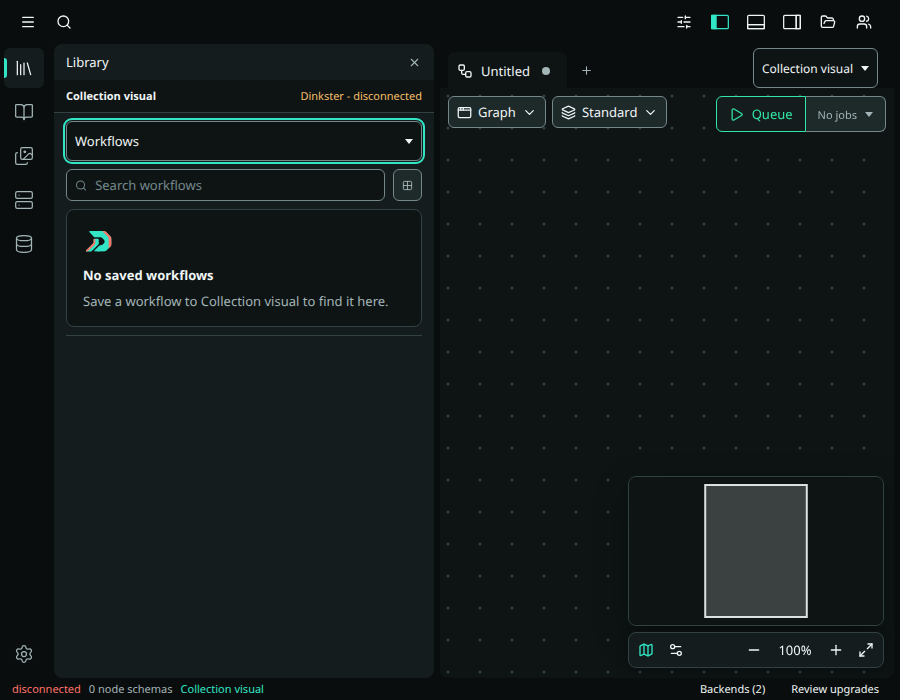 Library
Collection visual
Dinkster - disconnected
Workflows
Search workflows
No saved workflows
Save a workflow to Collection visual to find it here.
Untitled
Collection visual
Graph
Standard
Queue
No jobs
100%
disconnected
0 node schemas
Collection visual
Backends (2)
Review upgrades